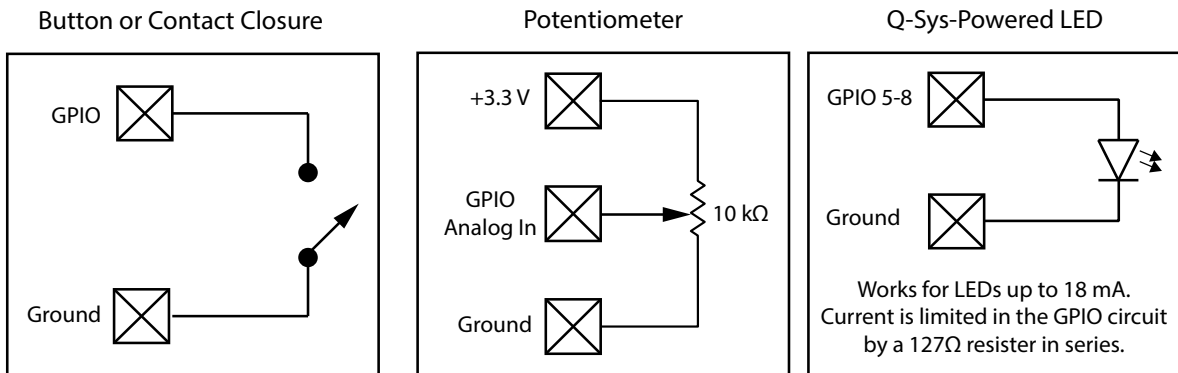 Button or Contact Closure
GPIO
Ground
Potentiometer
+3.3 V
GPIO
Analog In
10 kΩ
Ground
Q-Sys-Powered LED
GPIO 5-8
Ground
Works for LEDs up to 18 mA.
Current is limited in the GPIO circuit
by a 127Ω resister in series.